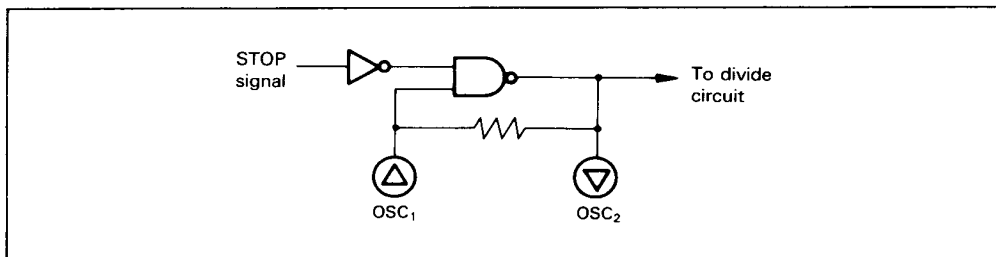 STOP
signal
To divide
circuit
OSC₁
OSC₂